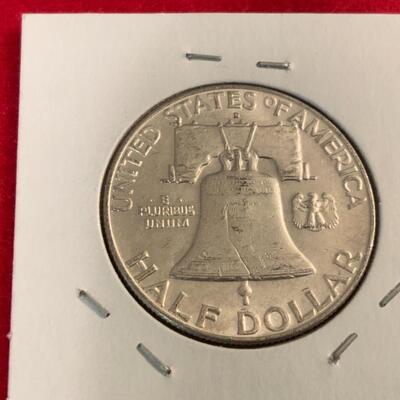 UNITED STATES OF AMERICA
E
PLURIBUS
UNUM
HALF DOLLAR